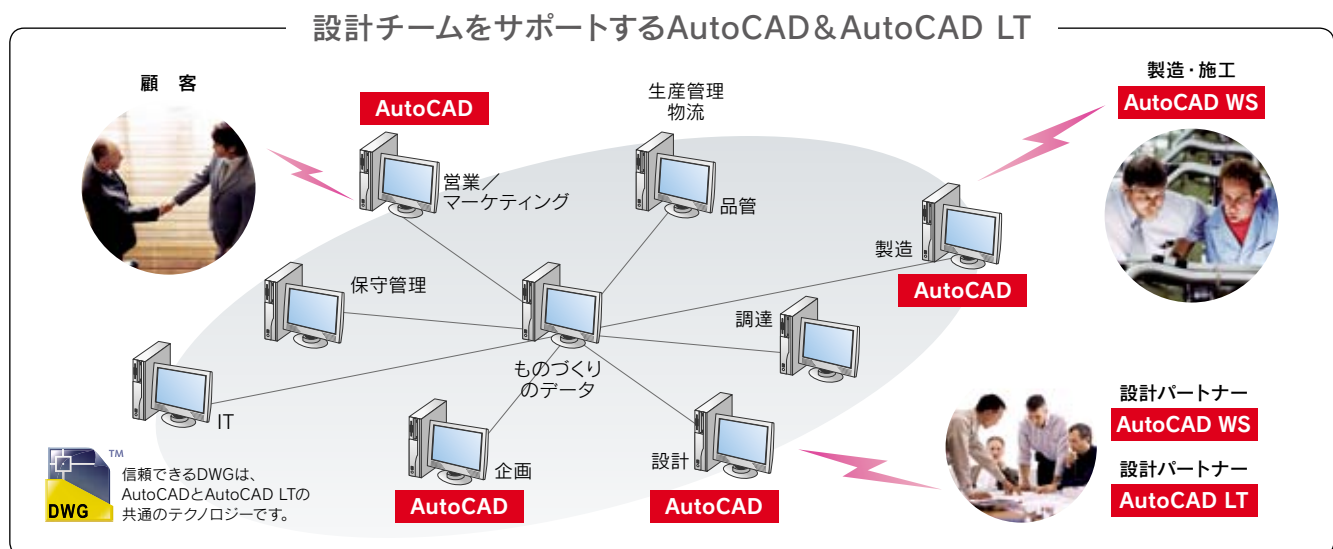 設計チームをサポートするAutoCAD&AutoCAD LT
顧 客
AutoCAD
営業／
マーケティング
生産管理
物流
品管
製造・施工
AutoCAD WS
製造
AutoCAD
保守管理
調達
ものづくり
のデータ
IT
企画
AutoCAD
設計
AutoCAD
設計パートナー
AutoCAD WS
設計パートナー
AutoCAD LT
DWG
TM
信頼できるDWGは、
AutoCADとAutoCAD LTの
共通のテクノロジーです。